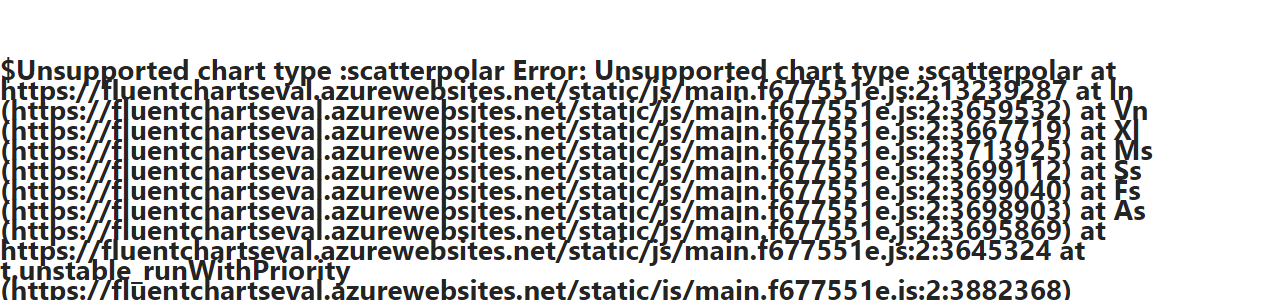 $Unsupported chart type :scatterpolar Error: Unsupported chart type :scatterpolar at
https://fluentchartseval.azurewebsites.net/static/js/main.f677551e.js:2:13239287 at ln
(https://fluentchartseval.azurewebsites.net/static/js/main.f677551e.js:2:3659532) at Vn
(https://fluentchartseval.azurewebsites.net/static/js/main.f677551e.js:2:3667719) at Xl
(https://fluentchartseval.azurewebsites.net/static/js/main.f677551e.js:2:3713925) at Ms
(https://fluentchartseval.azurewebsites.net/static/js/main.f677551e.js:2:3699112) at Ss
(https://fluentchartseval.azurewebsites.net/static/js/main.f677551e.js:2:3699040) at Fs
(https://fluentchartseval.azurewebsites.net/static/js/main.f677551e.js:2:3698903) at As
(https://fluentchartseval.azurewebsites.net/static/js/main.f677551e.js:2:3695869) at
https://fluentchartseval.azurewebsites.net/static/js/main.f677551e.js:2:3645324 at
t.unstable_runWithPriority
(https://fluentchartseval.azurewebsites.net/static/js/main.f677551e.js:2:3882368)